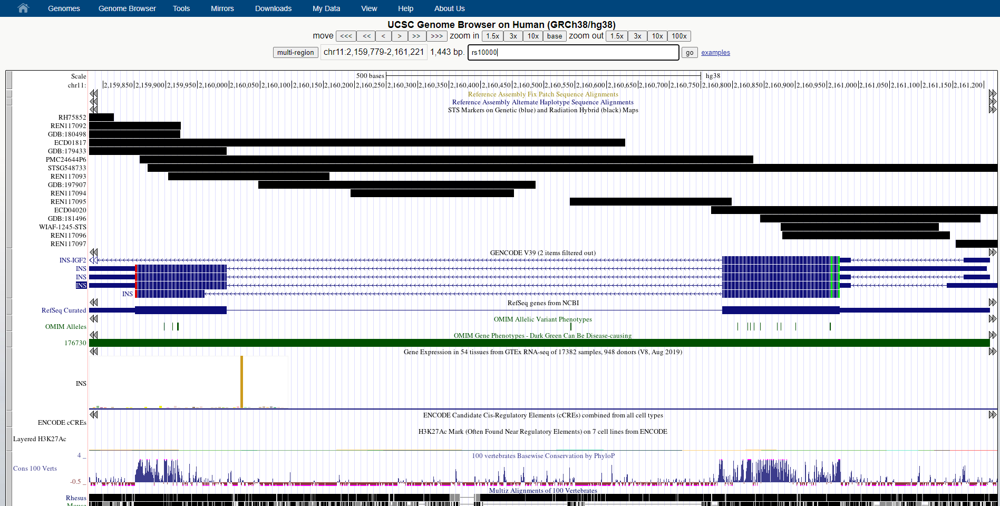 Genomes Genome Browser Tools Mirrors Downloads My Data View Help About Us
UCSC Genome Browser on Human (GRCh38/hg38)
move <<< << < > >> >>> zoom in 1.5x 3x 10x base zoom out 1.5x 3x 10x 100x
multi-region chr11:2,159,779-2,161,221 1,443 bp. rs10000 go examples
Scale 500 bases hg38
chr11: 2,159,850 2,159,900 2,159,950 2,160,000 2,160,050 2,160,100 2,160,150 2,160,200 2,160,250 2,160,300 2,160,350 2,160,400 2,160,450 2,160,500 2,160,550 2,160,600 2,160,650 2,160,700 2,160,750 2,160,800 2,160,850 2,160,900 2,160,950 2,161,000 2,161,050 2,161,100 2,161,150 2,161,200
Reference Assembly Fix Patch Sequence Alignments
Reference Assembly Alternate Haplotype Sequence Alignments
STS Markers on Genetic (blue) and Radiation Hybrid (black) Maps
RH75852
REN117092
GDB:180498
ECD01817
GDB:179433
PMC24644P6
STSG548733
REN117093
GDB:197907
REN117094
REN117095
ECD04020
GDB:181496
WIAF-1245-STS
REN117096
REN117097
GENCODE V39 (2 items filtered out)
INS-IGF2
INS
INS
INS
INS
RefSeq genes from NCBI
RefSeq Curated
OMIM Allelic Variant Phenotypes
OMIM Alleles
OMIM Gene Phenotypes - Dark Green Can Be Disease-causing
176730
Gene Expression in 54 tissues from GTEx RNA-seq of 17382 samples, 948 donors (V8, Aug 2019)
INS
ENCODE Candidate Cis-Regulatory Elements (cCREs) combined from all cell types
ENCODE cCREs
H3K27Ac Mark (Often Found Near Regulatory Elements) on 7 cell lines from ENCODE
Layered H3K27Ac
4 _ 100 vertebrates Basewise Conservation by PhyloP
Cons 100 Verts
-0.5 _
Multiz Alignments of 100 Vertebrates
Rhesus
Mouse